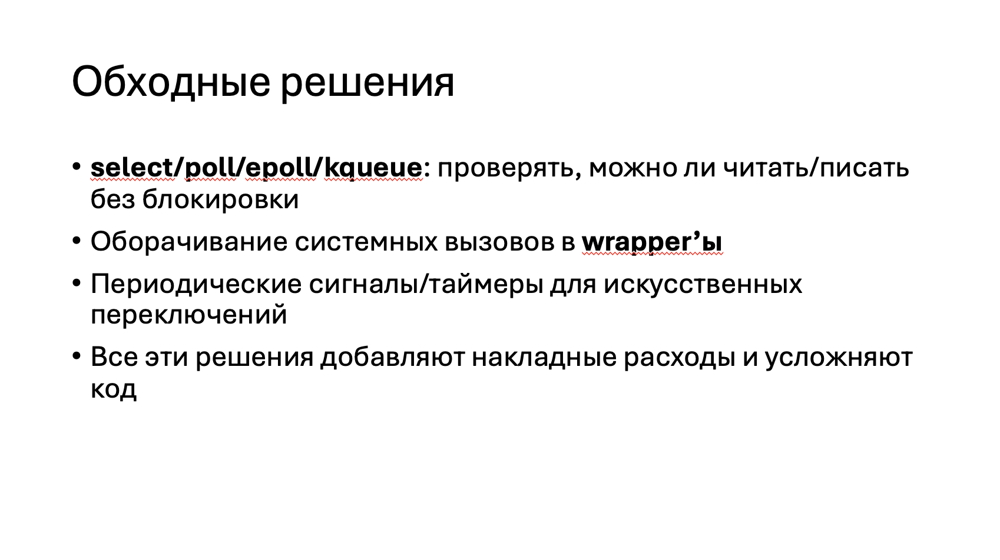 Обходные решения
• select/poll/epoll/kqueue: проверять, можно ли читать/писать
без блокировки
• Оборачивание системных вызовов в wrapper’ы
• Периодические сигналы/таймеры для искусственных
переключений
• Все эти решения добавляют накладные расходы и усложняют
код